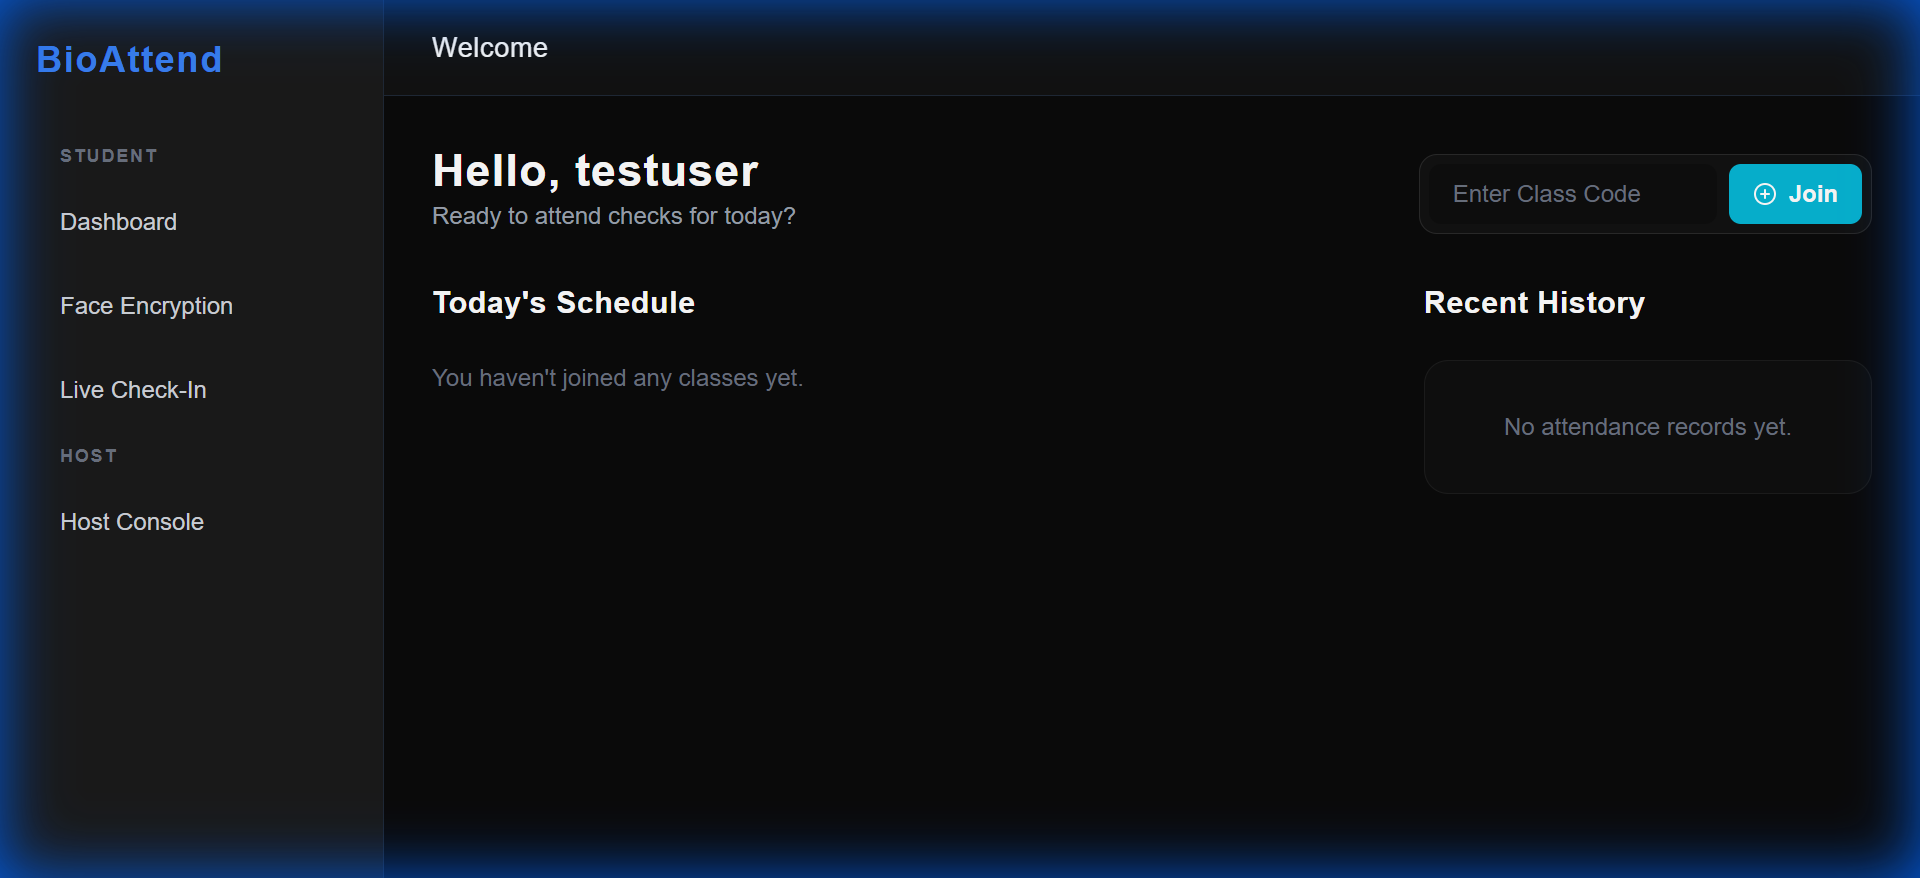 BioAttend
STUDENT
Dashboard
Face Encryption
Live Check-In
HOST
Host Console
Welcome
Hello, testuser
Ready to attend checks for today?
Enter Class Code
Join
Today's Schedule
You haven't joined any classes yet.
Recent History
No attendance records yet.